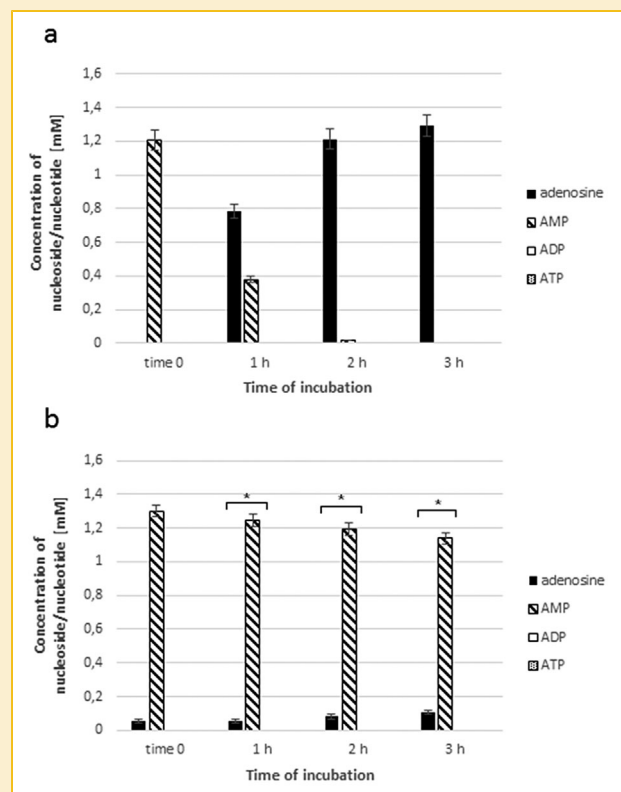 a
Concentration of
nucleoside/nucleotide [mM]
1,6
1,4
1,2
1
0,8
0,6
0,4
0,2
0
time 0 1 h 2 h 3 h
Time of incubation
adenosine
AMP
ADP
ATP
b
Concentration of
nucleoside/nucleotide [mM]
1,6
1,4
1,2
1
0,8
0,6
0,4
0,2
0
* * *
time 0 1 h 2 h 3 h
Time of incubation
adenosine
AMP
ADP
ATP